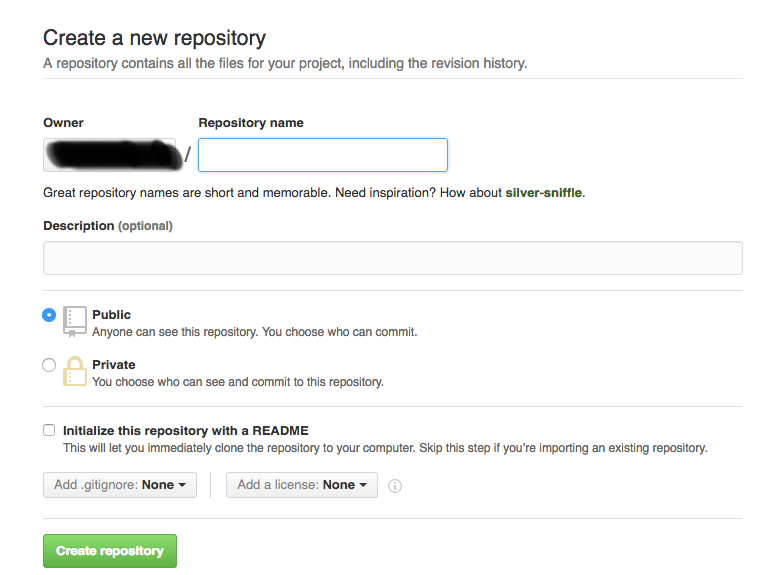 Create a new repository
A repository contains all the files for your project, including the revision history.
Owner
Repository name
/
Great repository names are short and memorable. Need inspiration? How about silver-sniffle.
Description (optional)
Public
Anyone can see this repository. You choose who can commit.
Private
You choose who can see and commit to this repository.
Initialize this repository with a README
This will let you immediately clone the repository to your computer. Skip this step if you’re importing an existing repository.
Add .gitignore: None
Add a license: None
Create repository